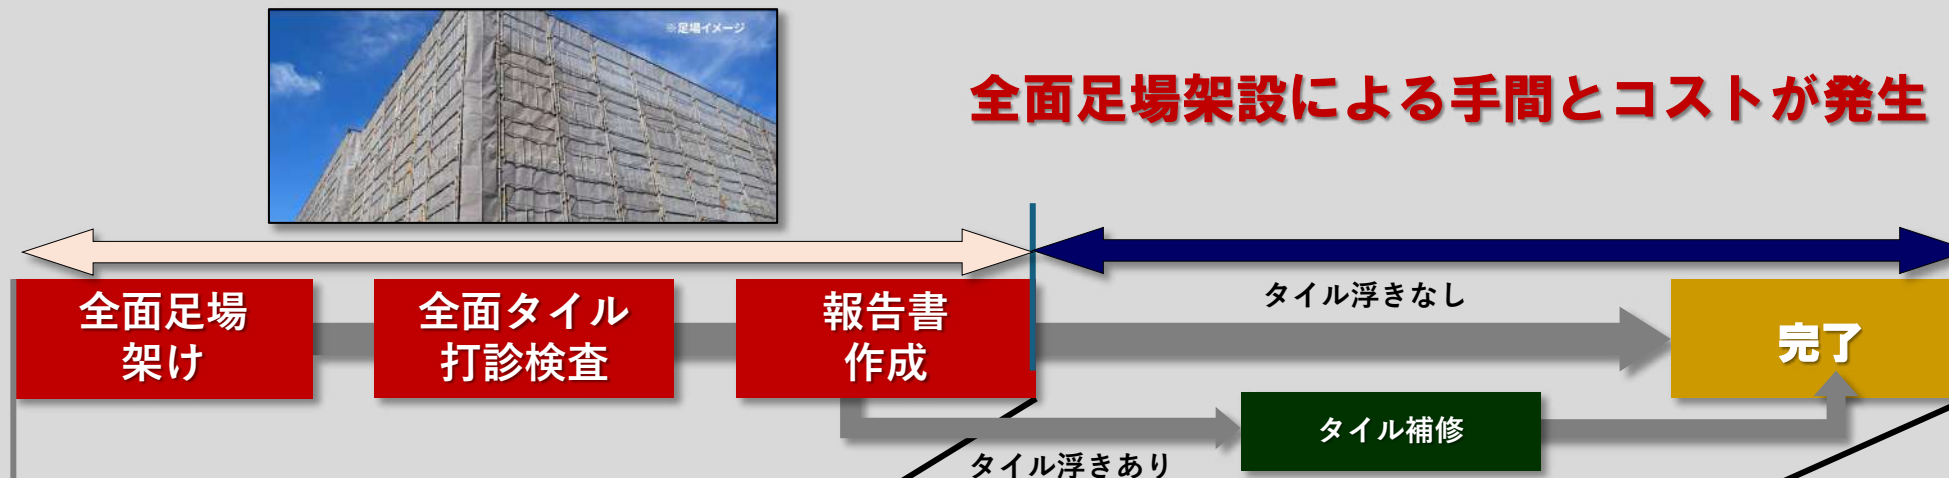 ※足場イメージ
全面足場架設による手間とコストが発生
全面足場
架け
全面タイル
打診検査
報告書
作成
タイル浮きなし
完了
タイル補修
タイル浮きあり